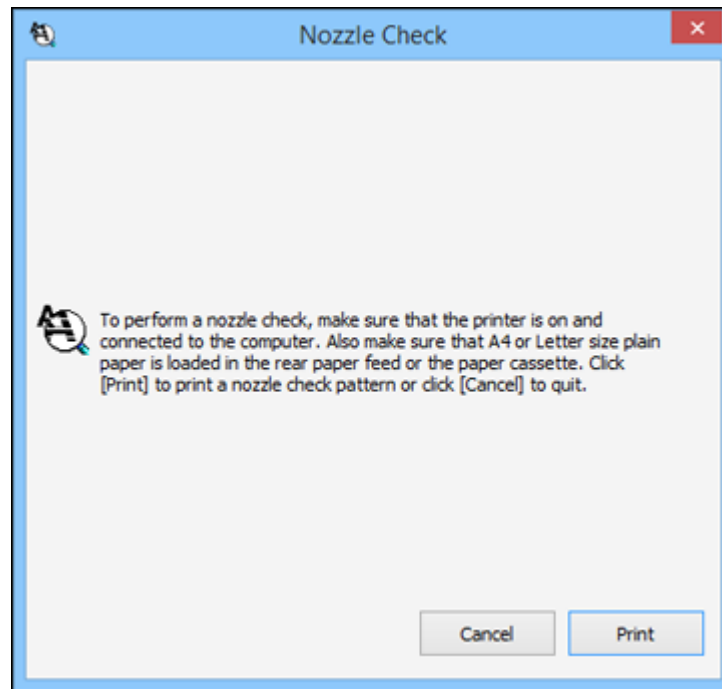 Nozzle Check
To perform a nozzle check, make sure that the printer is on and
connected to the computer. Also make sure that A4 or Letter size plain
paper is loaded in the rear paper feed or the paper cassette. Click
[Print] to print a nozzle check pattern or click [Cancel] to quit.
Cancel
Print